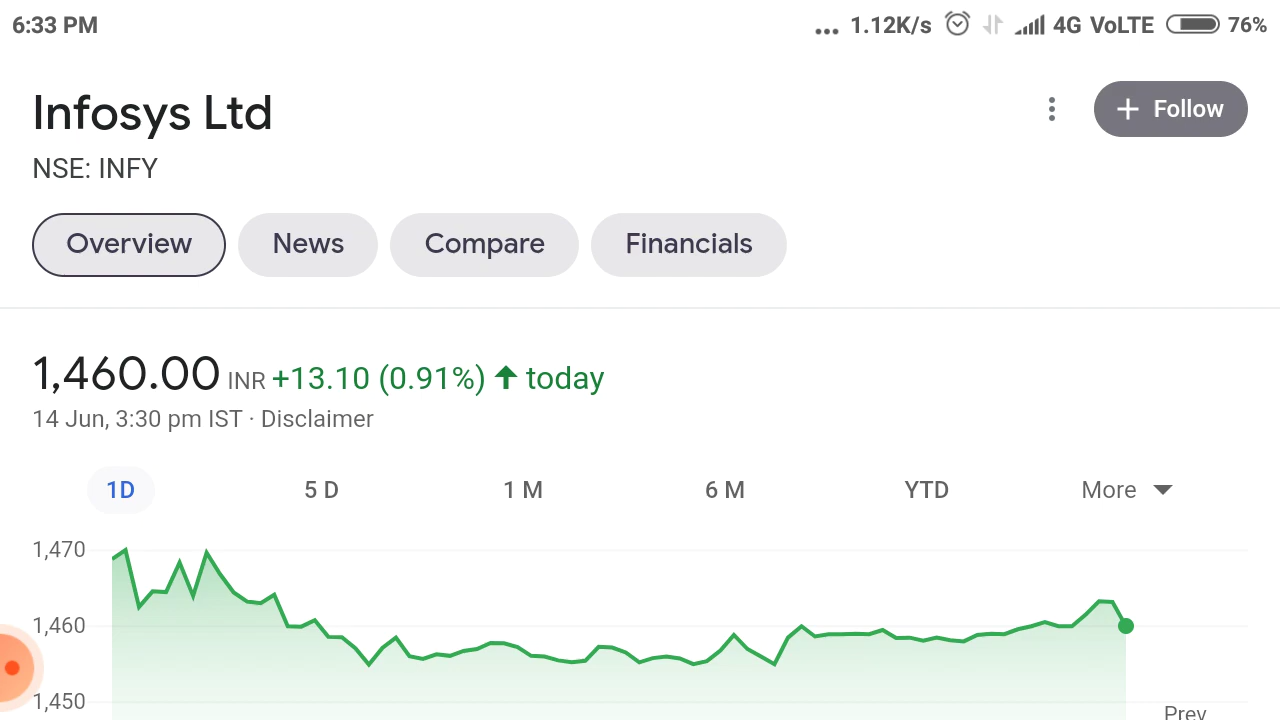 6:33 PM ... 1.12K/s 4G VoLTE 76%
Infosys Ltd
+ Follow
NSE: INFY
Overview News Compare Financials
1,460.00 INR +13.10 (0.91%) ↑ today
14 Jun, 3:30 pm IST · Disclaimer
1D 5 D 1 M 6 M YTD More
1,470
1,460
1,450
Prev